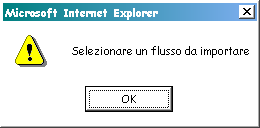 Microsoft Internet Explorer
Selezionare un flusso da importare
OK